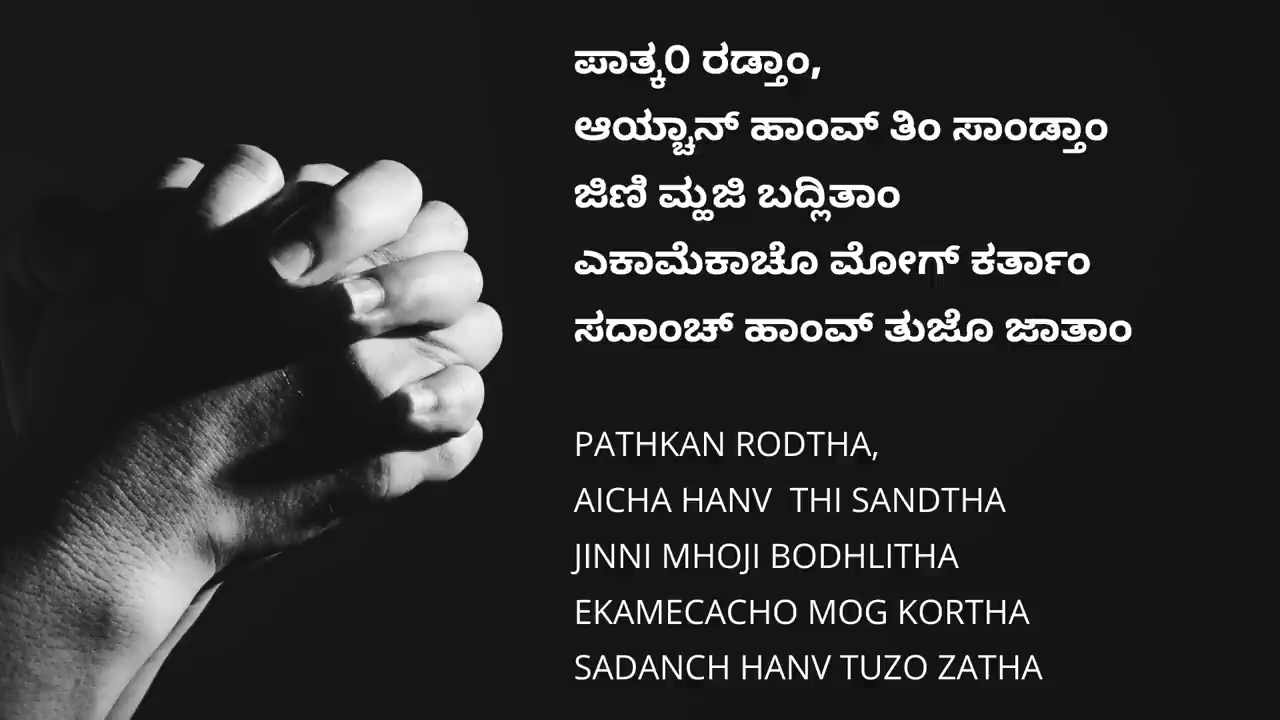 ಪಾತ್ಕ೦ ರಡ್ತಾಂ,
ಆಯ್ಚಾನ್ ಹಾಂವ್ ತಿಂ ಸಾಂಡ್ತಾಂ
ಜಿಣಿ ಮ್ಹಜಿ ಬದ್ಲಿತಾಂ
ಎಕಾಮೆಕಾಚೊ ಮೋಗ್ ಕರ್ತಾಂ
ಸದಾಂಚ್ ಹಾಂವ್ ತುಜೊ ಜಾತಾಂ
PATHKAN RODTHA,
AICHA HANV THI SANDTHA
JINNI MHOJI BODHLITHA
EKAMECACHO MOG KORTHA
SADANCH HANV TUZO ZATHA